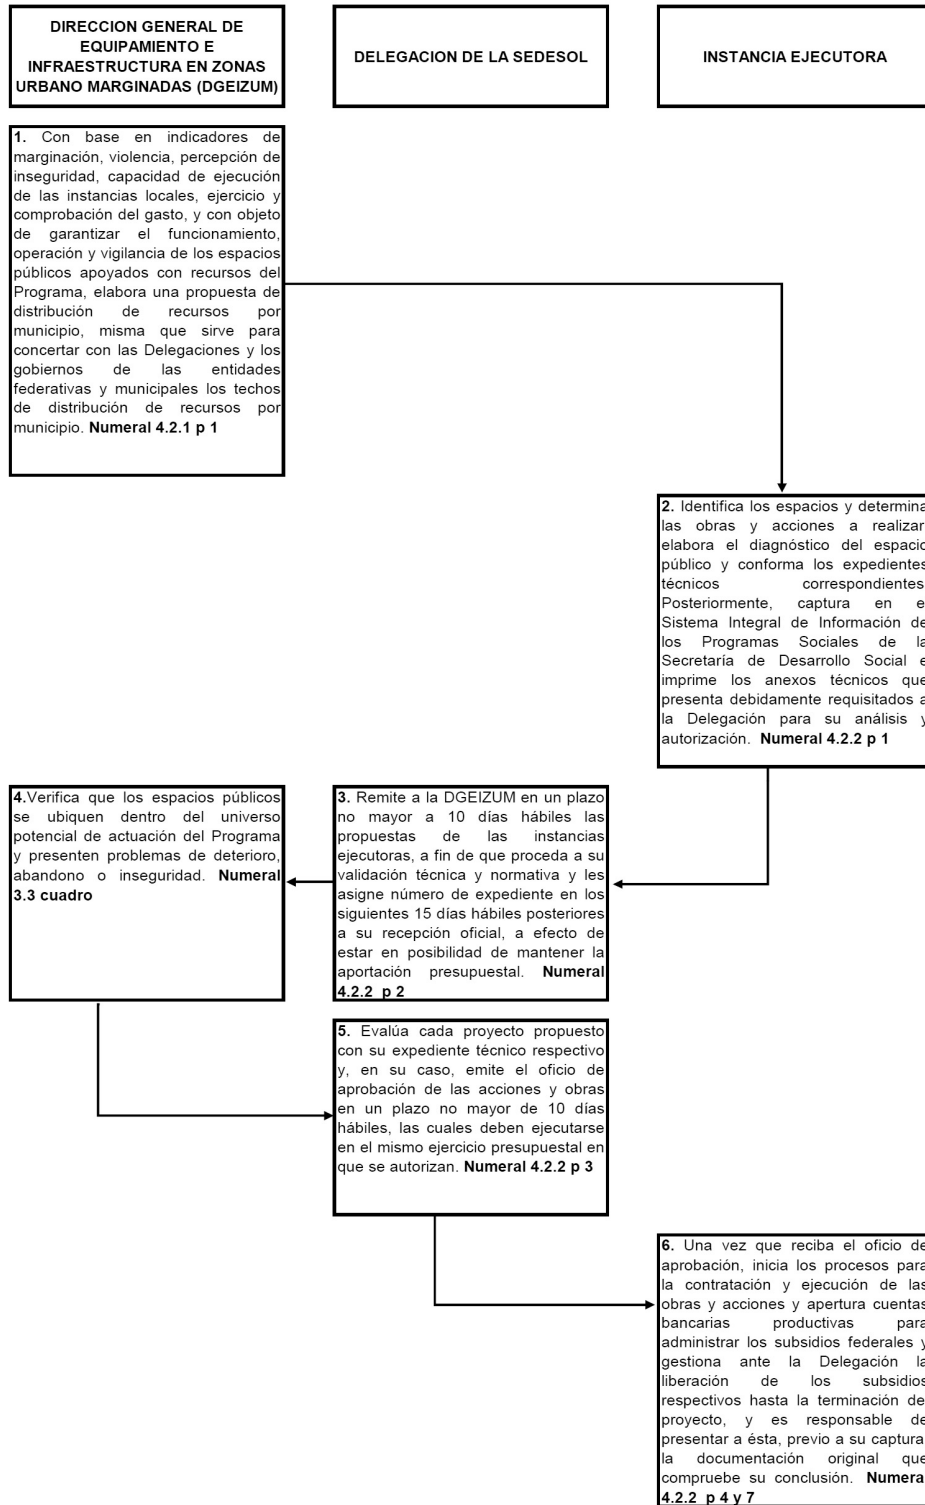 DIRECCION GENERAL DE
EQUIPAMIENTO E
INFRAESTRUCTURA EN ZONAS
URBANO MARGINADAS (DGEIZUM)
DELEGACION DE LA SEDESOL
INSTANCIA EJECUTORA
1. Con base en indicadores de
marginación, violencia, percepción de
inseguridad, capacidad de ejecución
de las instancias locales, ejercicio y
comprobación del gasto, y con objeto
de garantizar el funcionamiento,
operación y vigilancia de los espacios
públicos apoyados con recursos del
Programa, elabora una propuesta de
distribución de recursos por
municipio, misma que sirve para
concertar con las Delegaciones y los
gobiernos de las entidades
federativas y municipales los techos
de distribución de recursos por
municipio. Numeral 4.2.1 p 1
2. Identifica los espacios y determina
las obras y acciones a realizar
elabora el diagnóstico del espacio
público y conforma los expedientes
técnicos correspondientes
Posteriormente, captura en e
Sistema Integral de Información de
los Programas Sociales de la
Secretaría de Desarrollo Social e
imprime los anexos técnicos que
presenta debidamente requisitados a
la Delegación para su análisis y
autorización. Numeral 4.2.2 p 1
4.Verifica que los espacios públicos
se ubiquen dentro del universo
potencial de actuación del Programa
y presenten problemas de deterioro,
abandono o inseguridad. Numeral
3.3 cuadro
3. Remite a la DGEIZUM en un plazo
no mayor a 10 días hábiles las
propuestas de las instancias
ejecutoras, a fin de que proceda a su
validación técnica y normativa y les
asigne número de expediente en los
siguientes 15 días hábiles posteriores
a su recepción oficial, a efecto de
estar en posibilidad de mantener la
aportación presupuestal. Numeral
4.2.2 p 2
5. Evalúa cada proyecto propuesto
con su expediente técnico respectivo
y, en su caso, emite el oficio de
aprobación de las acciones y obras
en un plazo no mayor de 10 días
hábiles, las cuales deben ejecutarse
en el mismo ejercicio presupuestal en
que se autorizan. Numeral 4.2.2 p 3
6. Una vez que reciba el oficio de
aprobación, inicia los procesos para
la contratación y ejecución de las
obras y acciones y apertura cuentas
bancarias productivas para
administrar los subsidios federales y
gestiona ante la Delegación la
liberación de los subsidios
respectivos hasta la terminación de
proyecto, y es responsable de
presentar a ésta, previo a su captura
la documentación original que
compruebe su conclusión. Numera
4.2.2 p 4 y 7